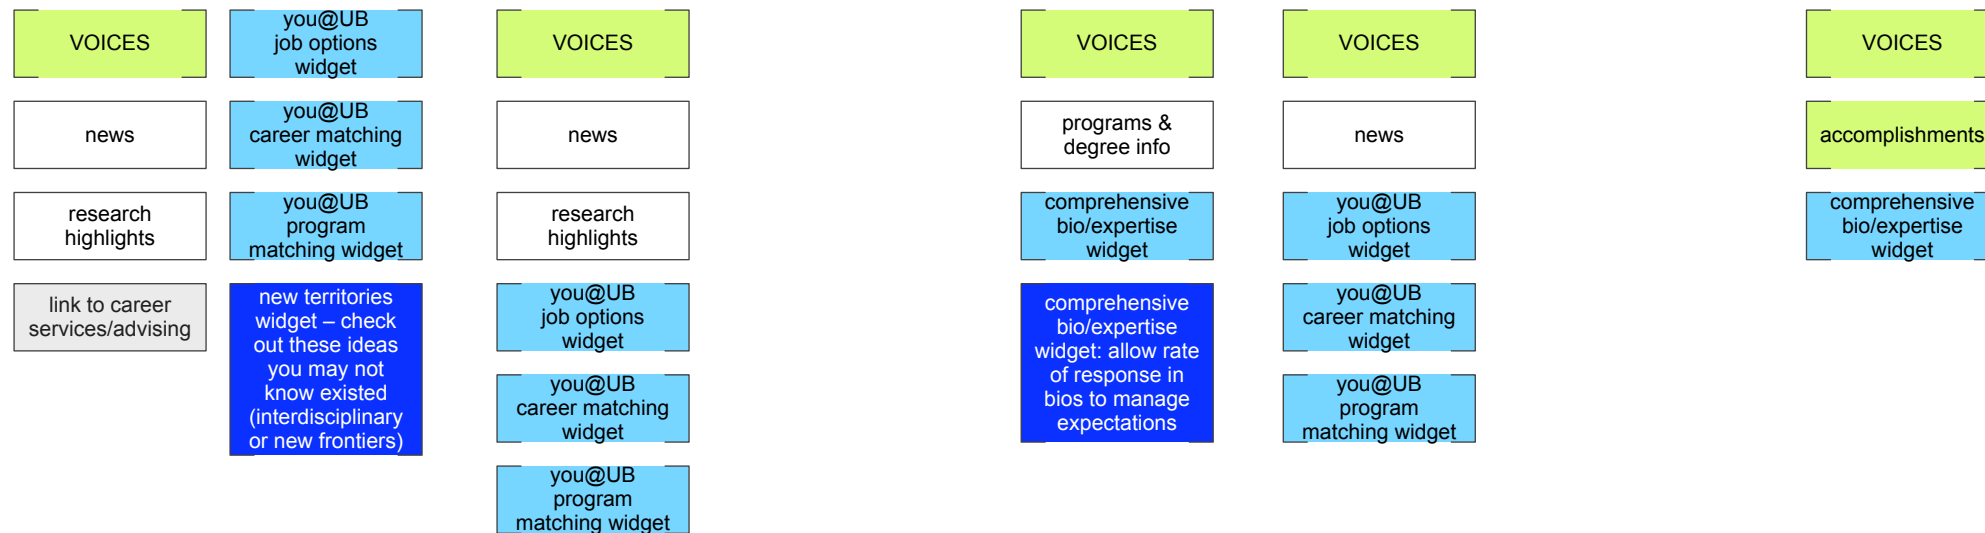 VOICES
news
research
highlights
link to career
services/advising
you@UB
job options
widget
you@UB
career matching
widget
you@UB
program
matching widget
new territories
widget – check
out these ideas
you may not
know existed
(interdisciplinary
or new frontiers)
VOICES
news
research
highlights
you@UB
job options
widget
you@UB
career matching
widget
you@UB
program
matching widget
VOICES
programs &
degree info
comprehensive
bio/expertise
widget
comprehensive
bio/expertise
widget: allow rate
of response in
bios to manage
expectations
VOICES
news
you@UB
job options
widget
you@UB
career matching
widget
you@UB
program
matching widget
VOICES
accomplishments
comprehensive
bio/expertise
widget